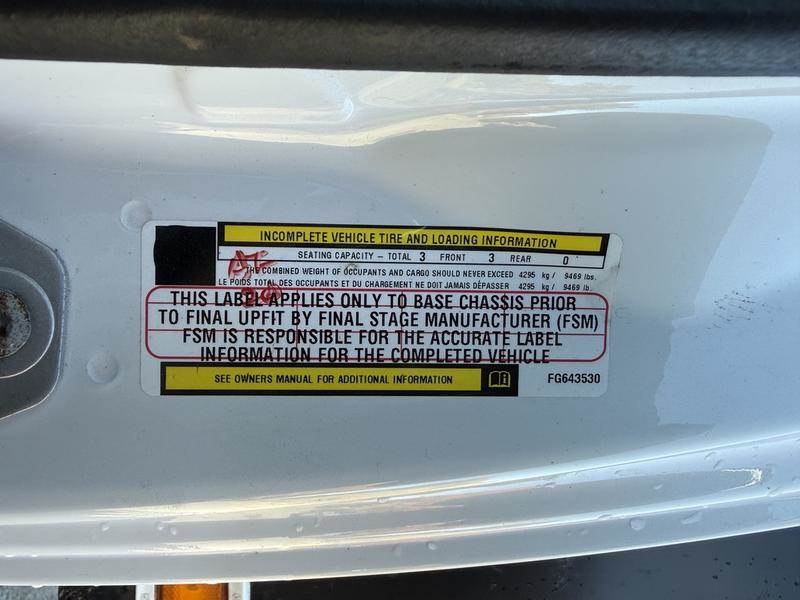 INCOMPLETE VEHICLE TIRE AND LOADING INFORMATION
SEATING CAPACITY – TOTAL 3 FRONT 3 REAR 0
THE COMBINED WEIGHT OF OCCUPANTS AND CARGO SHOULD NEVER EXCEED 4295 kg / 9469 lbs.
LE POIDS TOTAL DES OCCUPANTS ET DU CHARGEMENT NE DOIT JAMAIS DÉPASSER 4295 kg / 9469 lb.
THIS LABEL APPLIES ONLY TO BASE CHASSIS PRIOR
TO FINAL UPFIT BY FINAL STAGE MANUFACTURER (FSM)
FSM IS RESPONSIBLE FOR THE ACCURATE LABEL
INFORMATION FOR THE COMPLETED VEHICLE
SEE OWNERS MANUAL FOR ADDITIONAL INFORMATION
FG643530